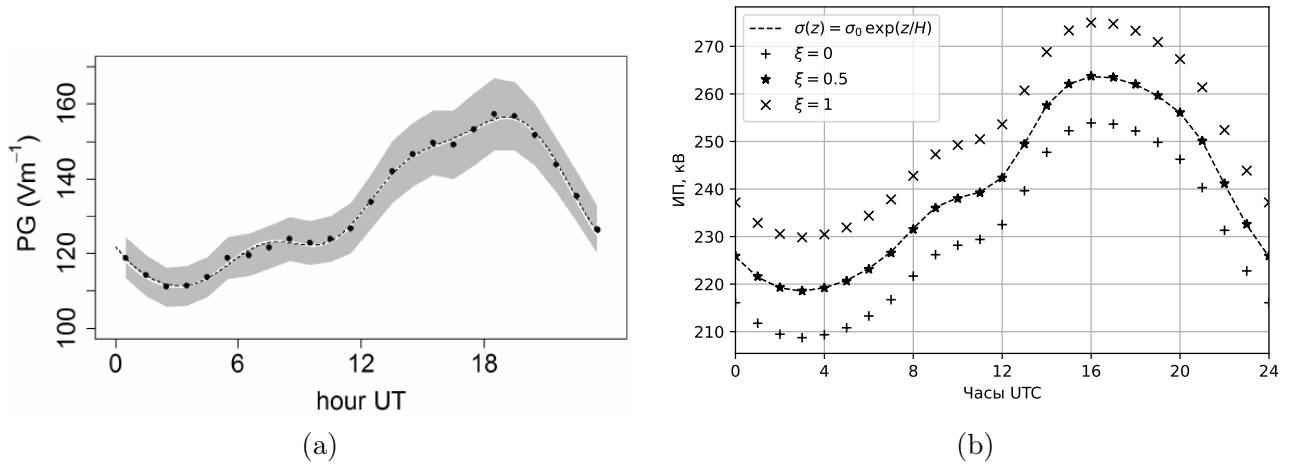 PG (Vm⁻¹)
160
140
120
100
0 6 12 18
hour UT
(a)
σ(z) = σ₀ exp(z/H)
ξ = 0
ξ = 0.5
ξ = 1
ИП, кВ
270
260
250
240
230
220
210
0 4 8 12 16 20 24
Часы UTC
(b)